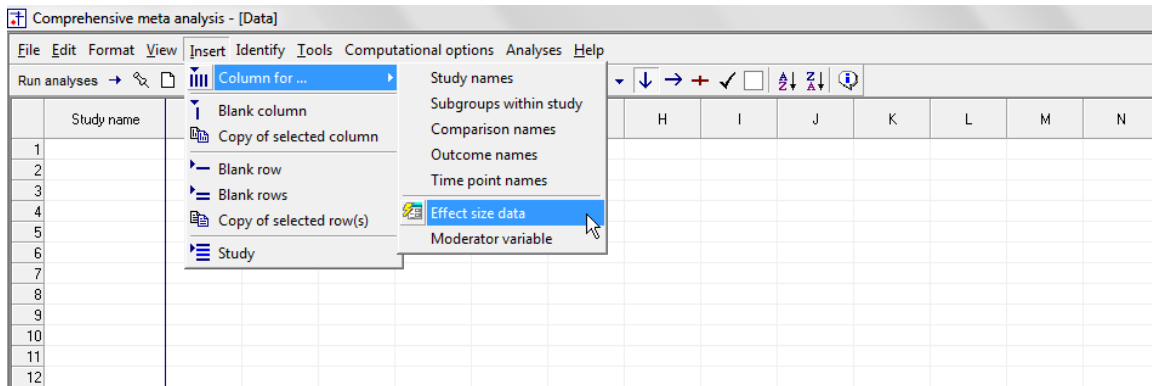 Comprehensive meta analysis - [Data]
File Edit Format View Insert Identify Tools Computational options Analyses Help
Run analyses
Column for ...
Blank column
Copy of selected column
Blank row
Blank rows
Copy of selected row(s)
Study
Study names
Subgroups within study
Comparison names
Outcome names
Time point names
Effect size data
Moderator variable
Study name H I J K L M N
1
2
3
4
5
6
7
8
9
10
11
12